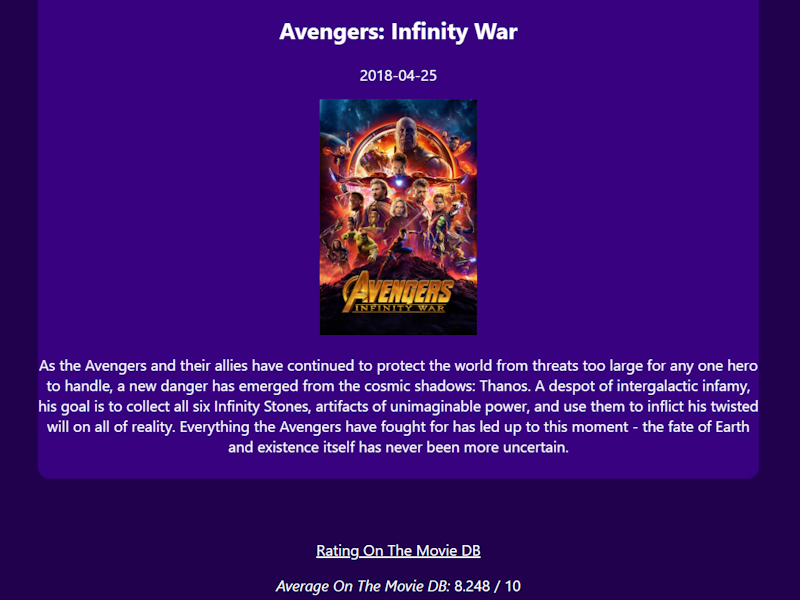 Avengers: Infinity War
2018-04-25
AVENGERS
INFINITY WAR
As the Avengers and their allies have continued to protect the world from threats too large for any one hero
to handle, a new danger has emerged from the cosmic shadows: Thanos. A despot of intergalactic infamy,
his goal is to collect all six Infinity Stones, artifacts of unimaginable power, and use them to inflict his twisted
will on all of reality. Everything the Avengers have fought for has led up to this moment - the fate of Earth
and existence itself has never been more uncertain.
Rating On The Movie DB
Average On The Movie DB: 8.248 / 10